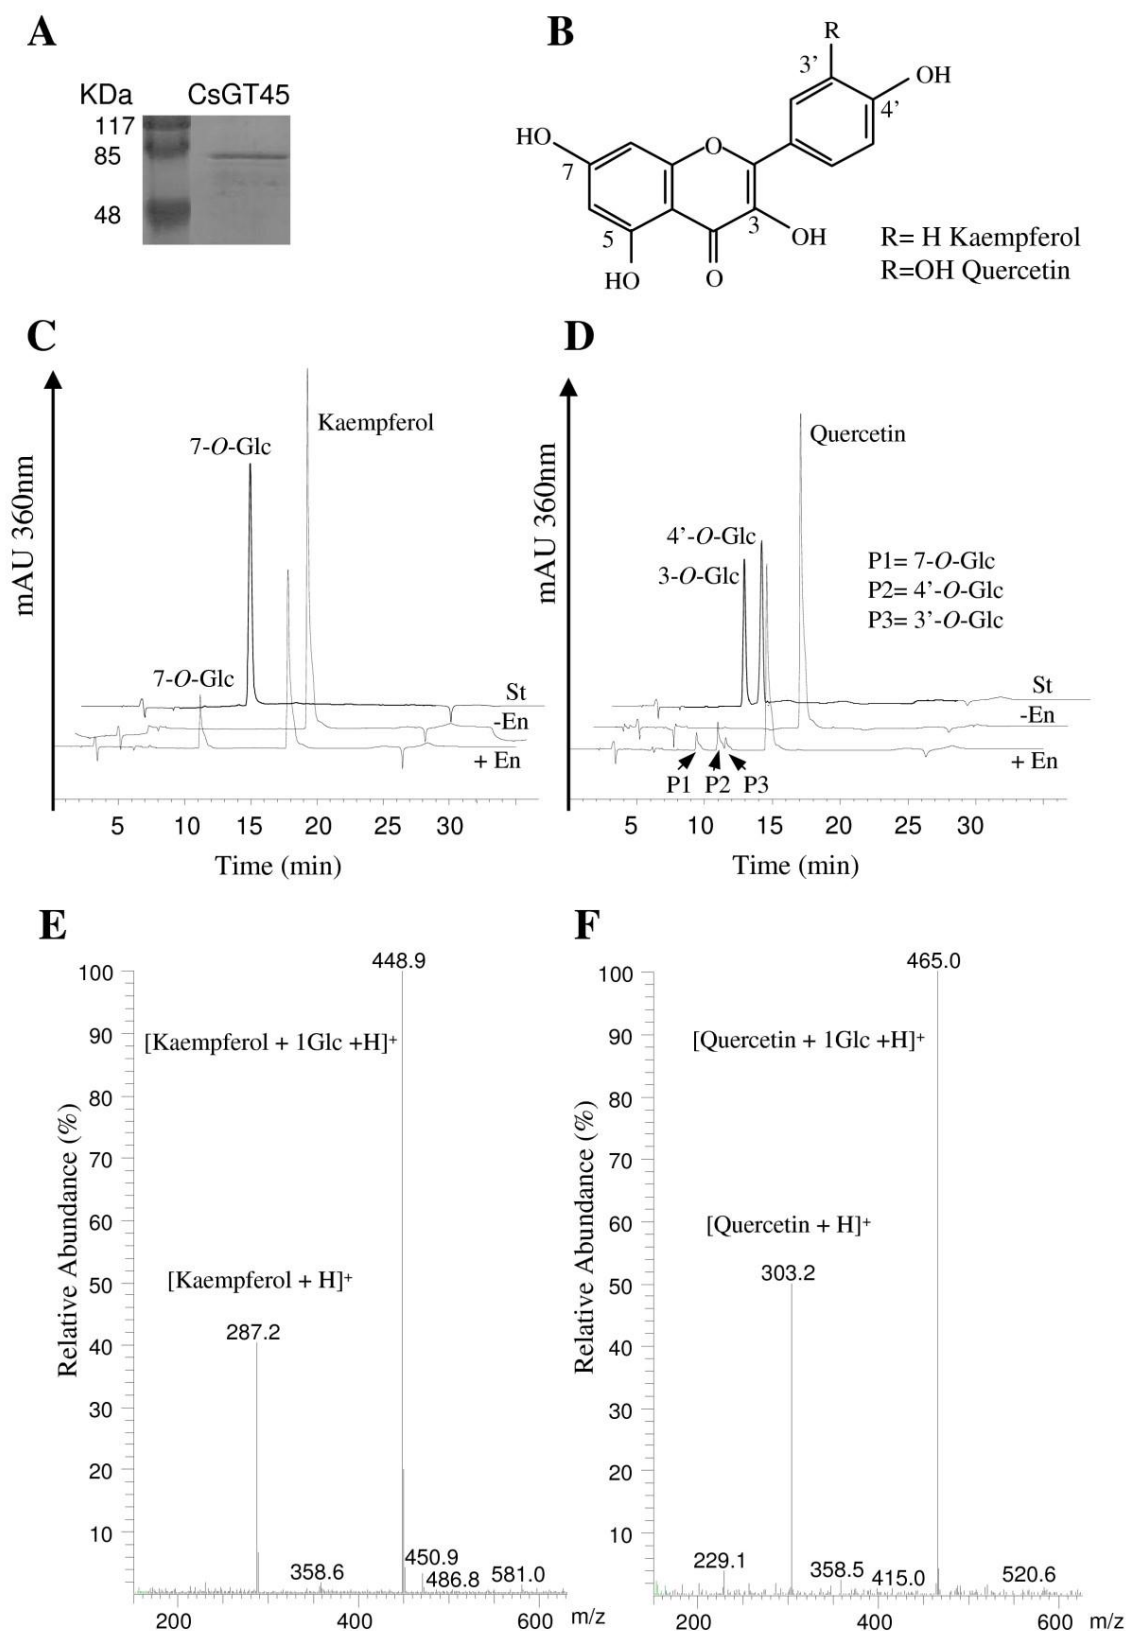 A
KDa CsGT45
117
85
48
B
R
3'
OH
4'
HO
7
O
5
3
OH
HO
O
R= H Kaempferol
R=OH Quercetin
C
mAU 360nm
Kaempferol
7-O-Glc
7-O-Glc
St
-En
+ En
5 10 15 20 25 30
Time (min)
D
mAU 360nm
Quercetin
4'-O-Glc
3-O-Glc
P1= 7-O-Glc
P2= 4'-O-Glc
P3= 3'-O-Glc
St
-En
+ En
P1 P2 P3
5 10 15 20 25 30
Time (min)
E
Relative Abundance (%)
100
90
80
70
60
50
40
30
20
10
448.9
[Kaempferol + 1Glc +H]+
[Kaempferol + H]+
287.2
358.6
450.9
486.8
581.0
200 400 600 m/z
F
Relative Abundance (%)
100
90
80
70
60
50
40
30
20
10
465.0
[Quercetin + 1Glc +H]+
[Quercetin + H]+
303.2
229.1
358.5
415.0
520.6
200 400 600 m/z